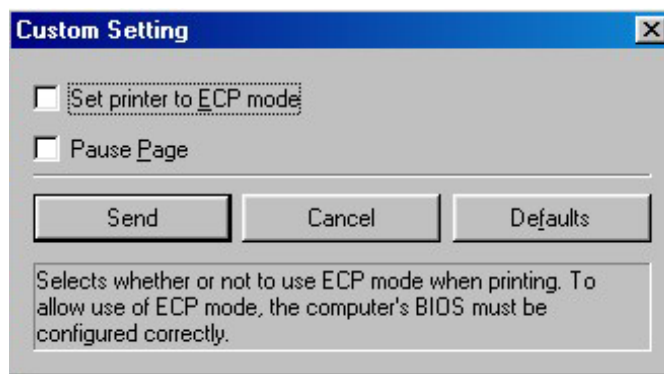 Custom Setting
Set printer to ECP mode
Pause Page
Send Cancel Defaults
Selects whether or not to use ECP mode when printing. To
allow use of ECP mode, the computer's BIOS must be
configured correctly.